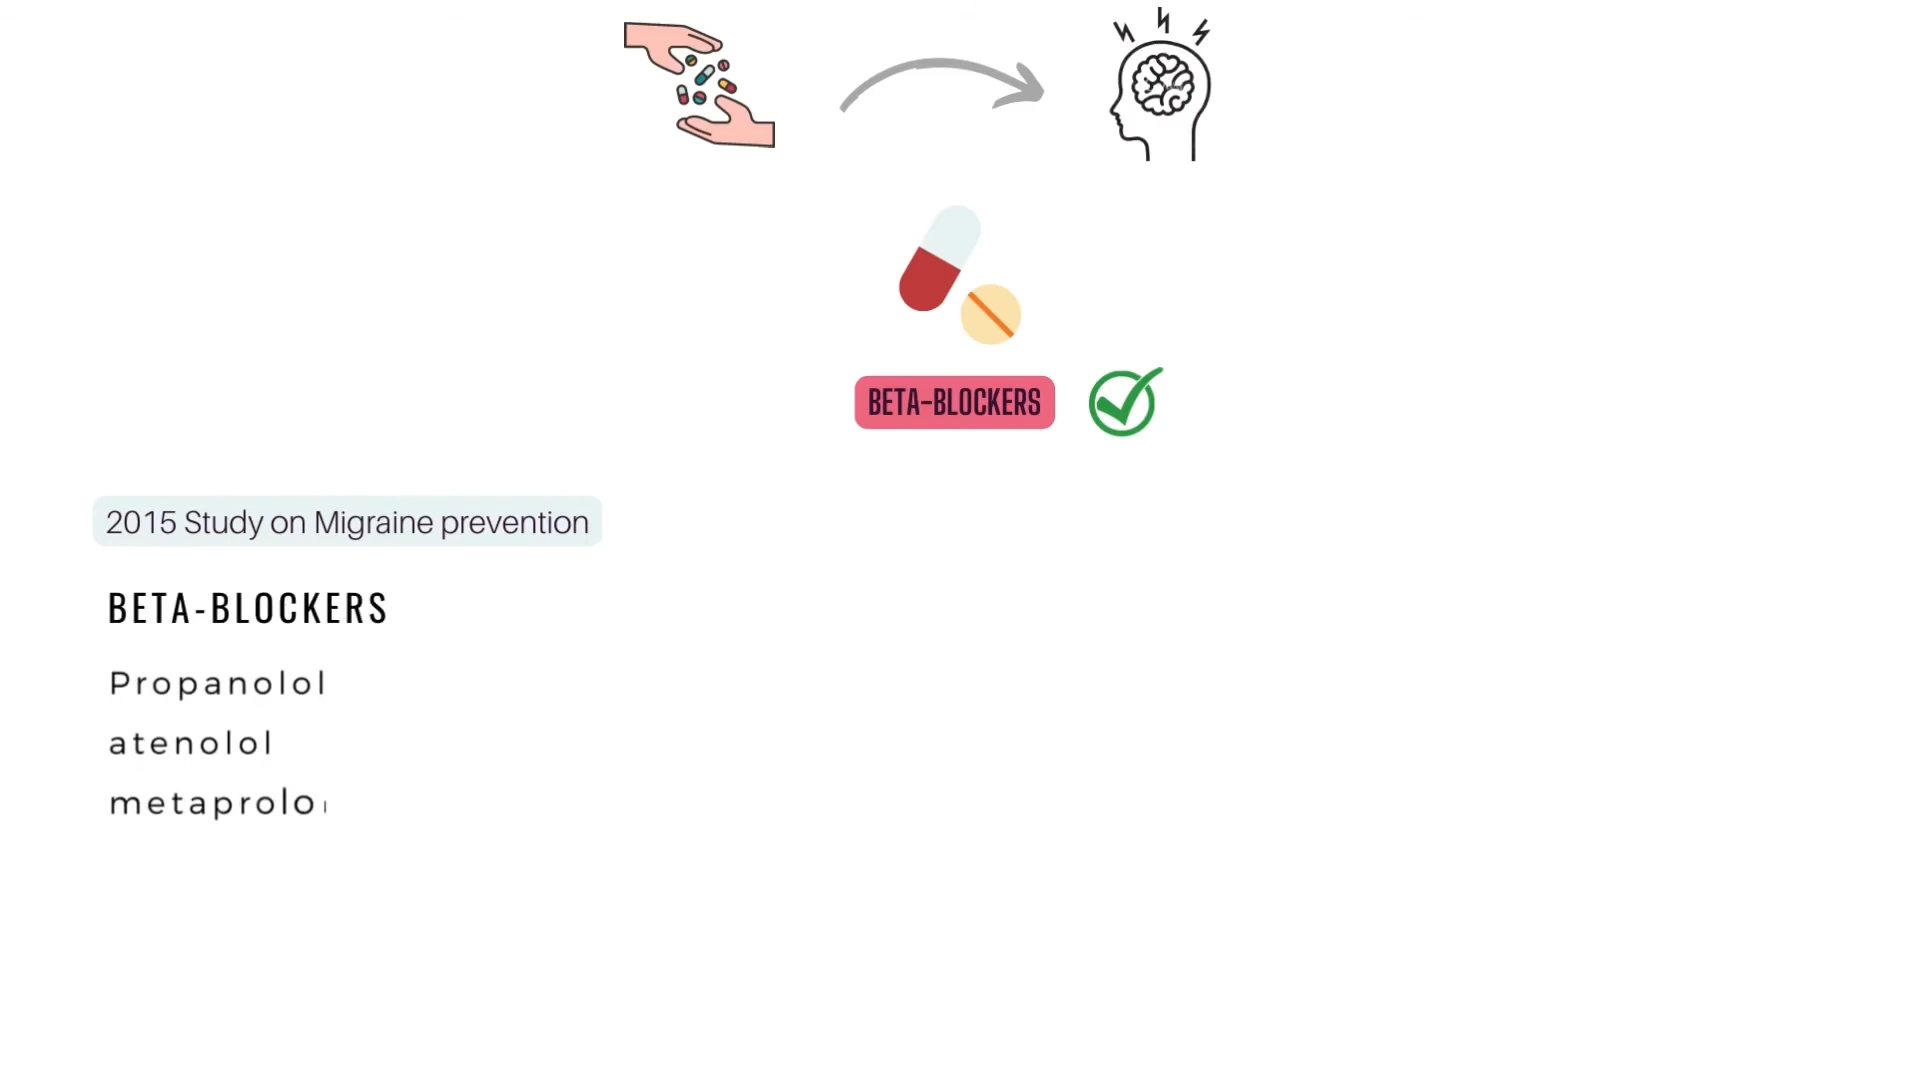 BETA-BLOCKERS
2015 Study on Migraine prevention
BETA-BLOCKERS
Propanolol
atenolol
metaprolo